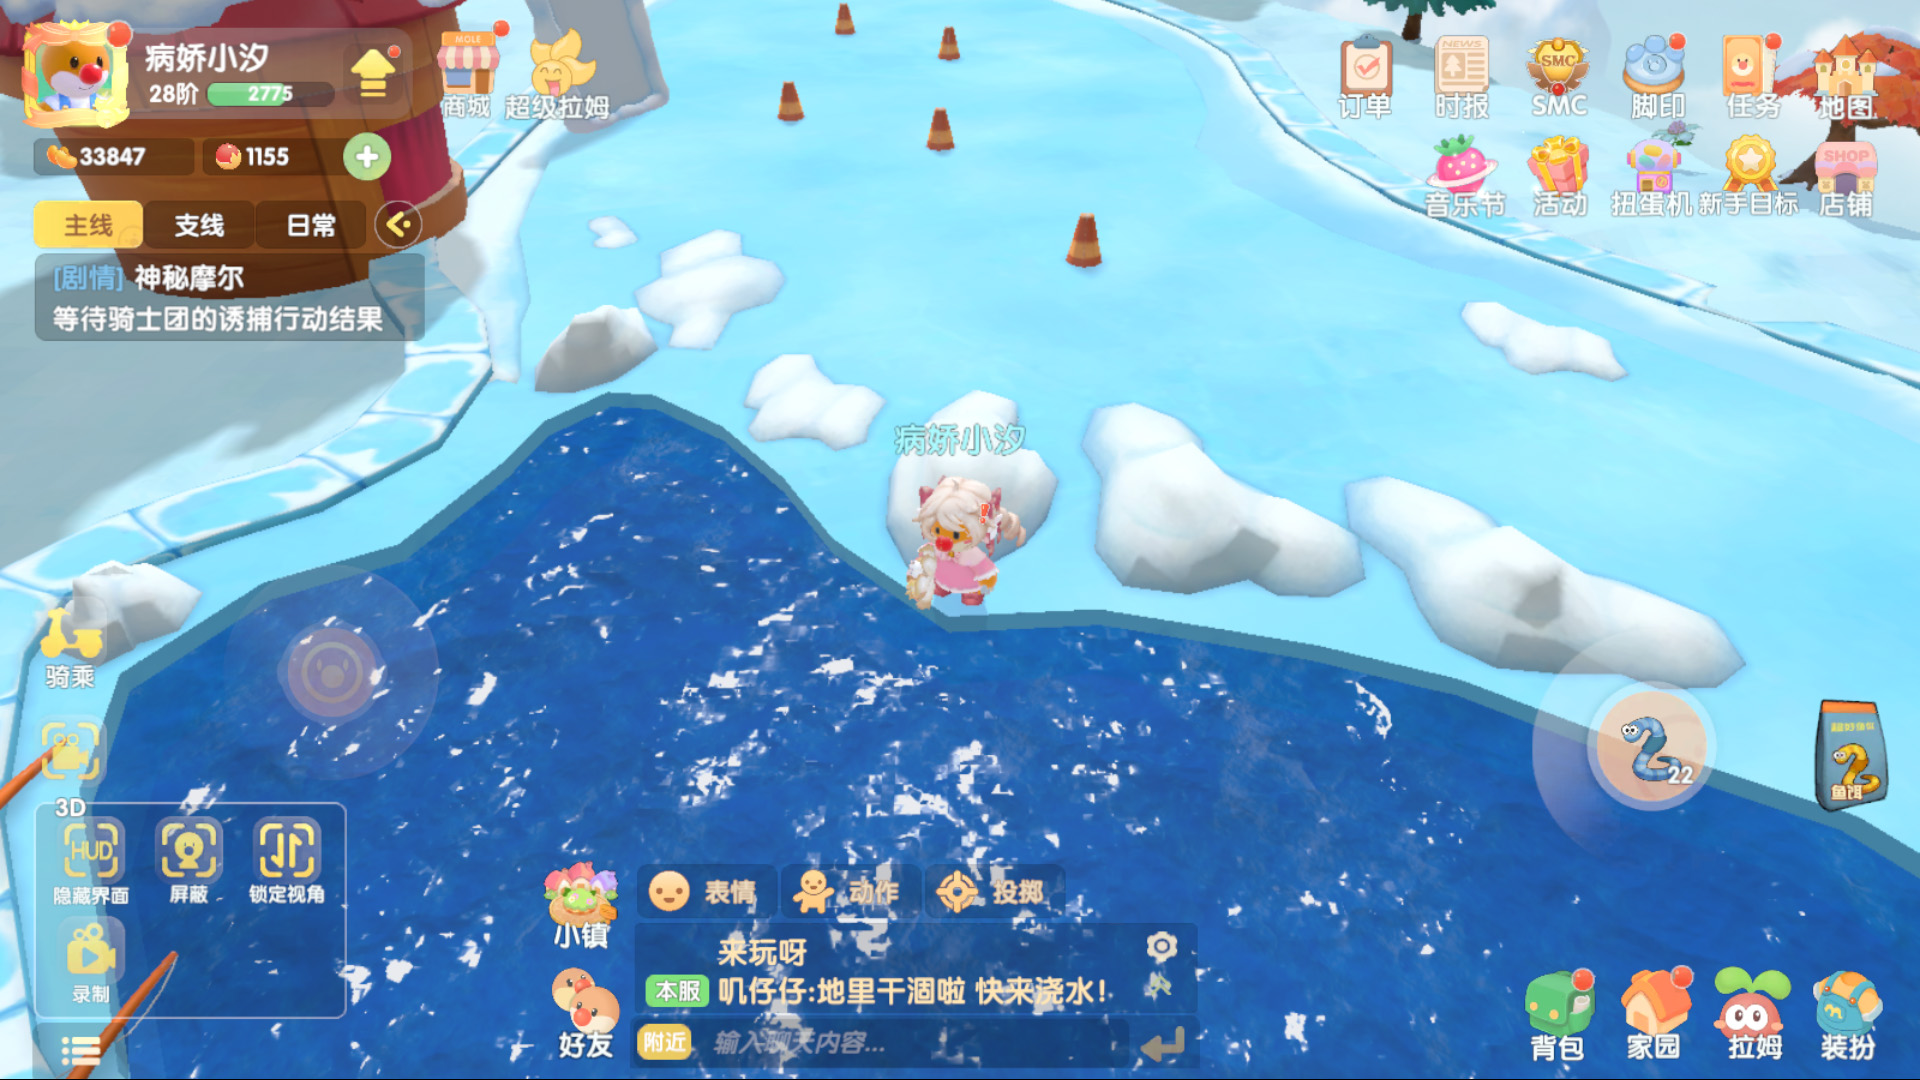 病娇小汐
28阶 2775
MOLE
商城
超级拉姆
33847
1155
主线
支线
日常
[剧情] 神秘摩尔
等待骑士团的诱捕行动结果
订单
NEWS
时报
SMC
SMC
脚印
任务
地图
音乐节
活动
扭蛋机
新手目标
SHOP
店铺
病娇小汐
骑乘
3D
HUD
隐藏界面
屏蔽
锁定视角
录制
22
鱼饵
小镇
表情
动作
投掷
来玩呀
本服 叽仔仔:地里干涸啦 快来浇水!
好友
附近 输入聊天内容...
背包
家园
拉姆
装扮